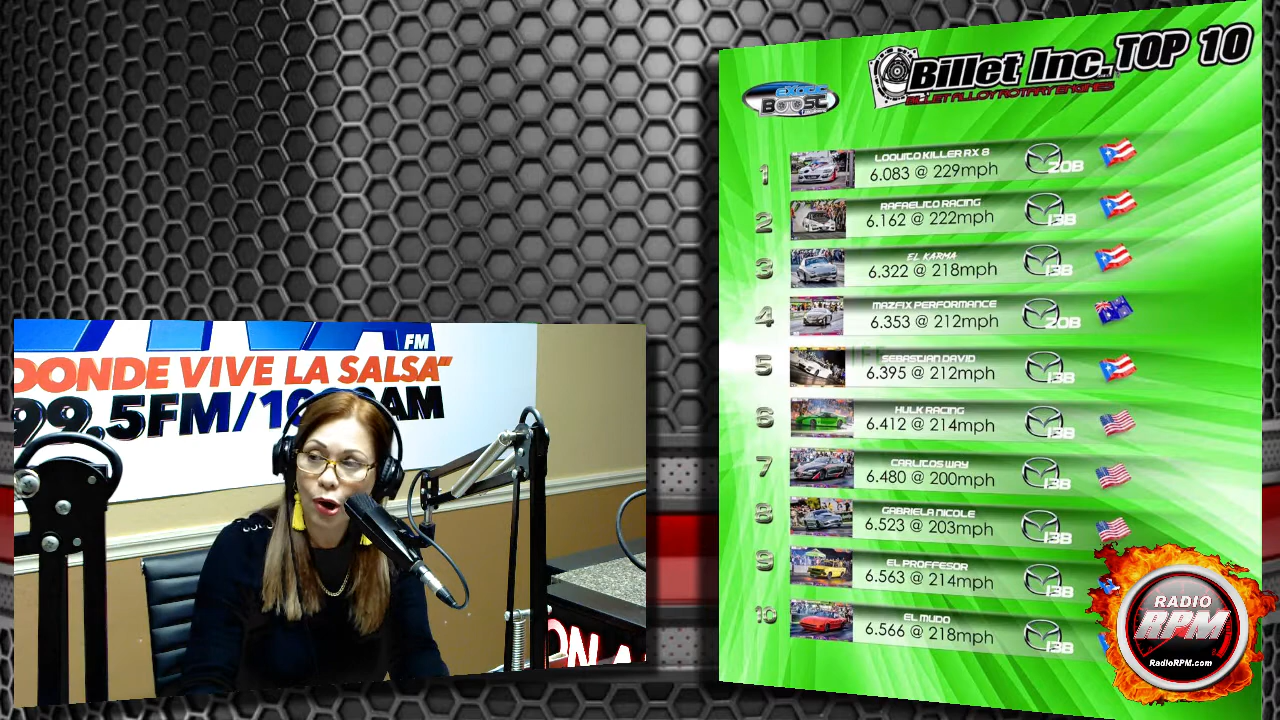 FM
DONDE VIVE LA SALSA"
99.5FM/10 AM
ON A
EXOTIC
BOOST
Billet Inc. TOP 10
BILLET ALLOY ROTARY ENGINES
1 LOQUITO KILLER RX 8 20B
6.083 @ 229mph
2 RAFAELITO RACING 13B
6.162 @ 222mph
3 EL KARMA 13B
6.322 @ 218mph
4 MAZFIX PERFORMANCE 20B
6.353 @ 212mph
5 SEBASTIAN DAVID 13B
6.395 @ 212mph
6 HULK RACING 13B
6.412 @ 214mph
7 CARLITOS WAY 13B
6.480 @ 200mph
8 GABRIELA NICOLE 13B
6.523 @ 203mph
9 EL PROFFESOR 13B
6.563 @ 214mph
10 EL MUDO 13B
6.566 @ 218mph
RADIO
RPM
RadioRPM.com